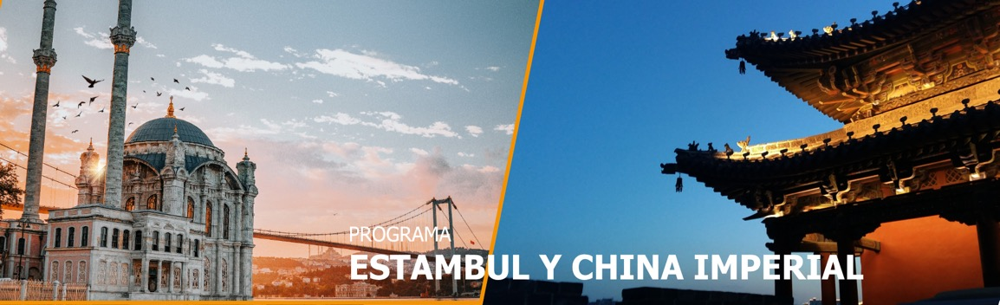 PROGRAMA
ESTAMBUL Y CHINA IMPERIAL